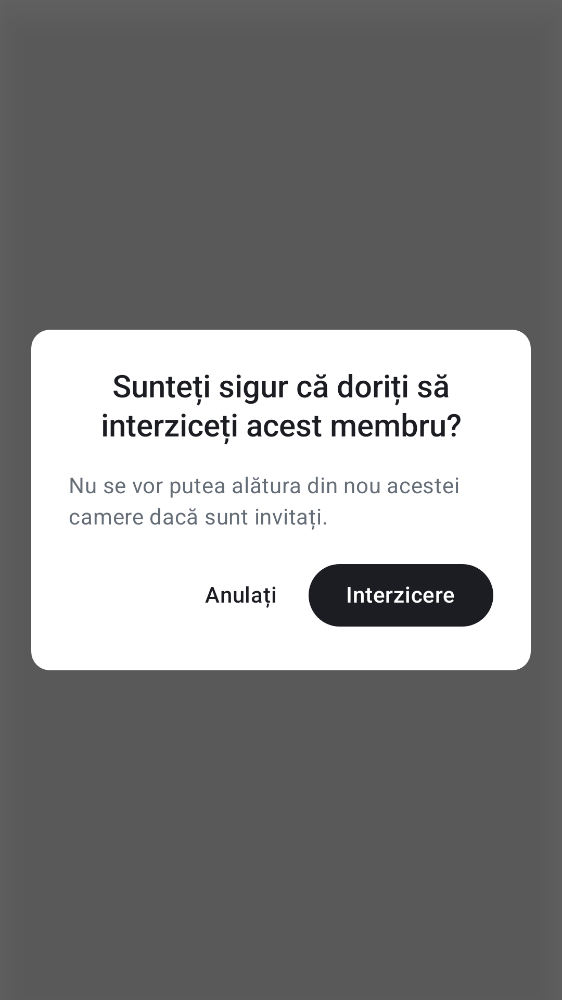 Sunteți sigur că doriți să
interziceți acest membru?
Nu se vor putea alătura din nou acestei
camere dacă sunt invitați.
Anulați
Interzicere